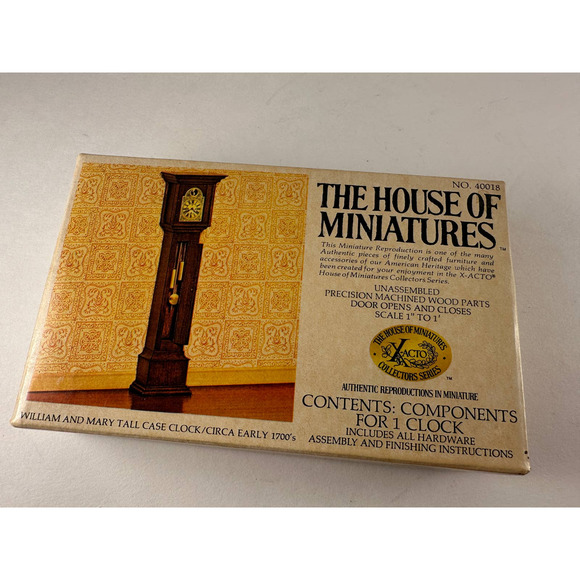 NO. 40018
THE HOUSE OF
MINIATURES™
This Miniature Reproduction is one of the many
Authentic pieces of finely crafted furniture and
accessories of our American Heritage which have
been created for your enjoyment in the X-ACTO®
House of Miniatures Collectors Series.
UNASSEMBLED
PRECISION MACHINED WOOD PARTS
DOOR OPENS AND CLOSES
SCALE 1" TO 1'
THE HOUSE OF MINIATURES
X-ACTO
COLLECTORS SERIES
™
AUTHENTIC REPRODUCTIONS IN MINIATURE
CONTENTS: COMPONENTS
FOR 1 CLOCK
INCLUDES ALL HARDWARE
ASSEMBLY AND FINISHING INSTRUCTIONS
WILLIAM AND MARY TALL CASE CLOCK/CIRCA EARLY 1700's